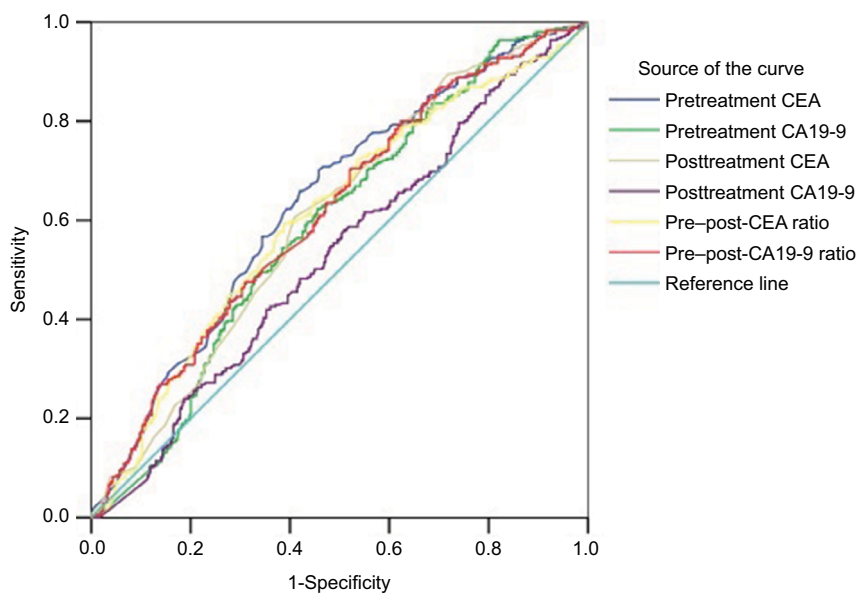 1.0
0.8
0.6
0.4
0.2
0.0
Sensitivity
0.0 0.2 0.4 0.6 0.8 1.0
1-Specificity
Source of the curve
Pretreatment CEA
Pretreatment CA19-9
Posttreatment CEA
Posttreatment CA19-9
Pre–post-CEA ratio
Pre–post-CA19-9 ratio
Reference line